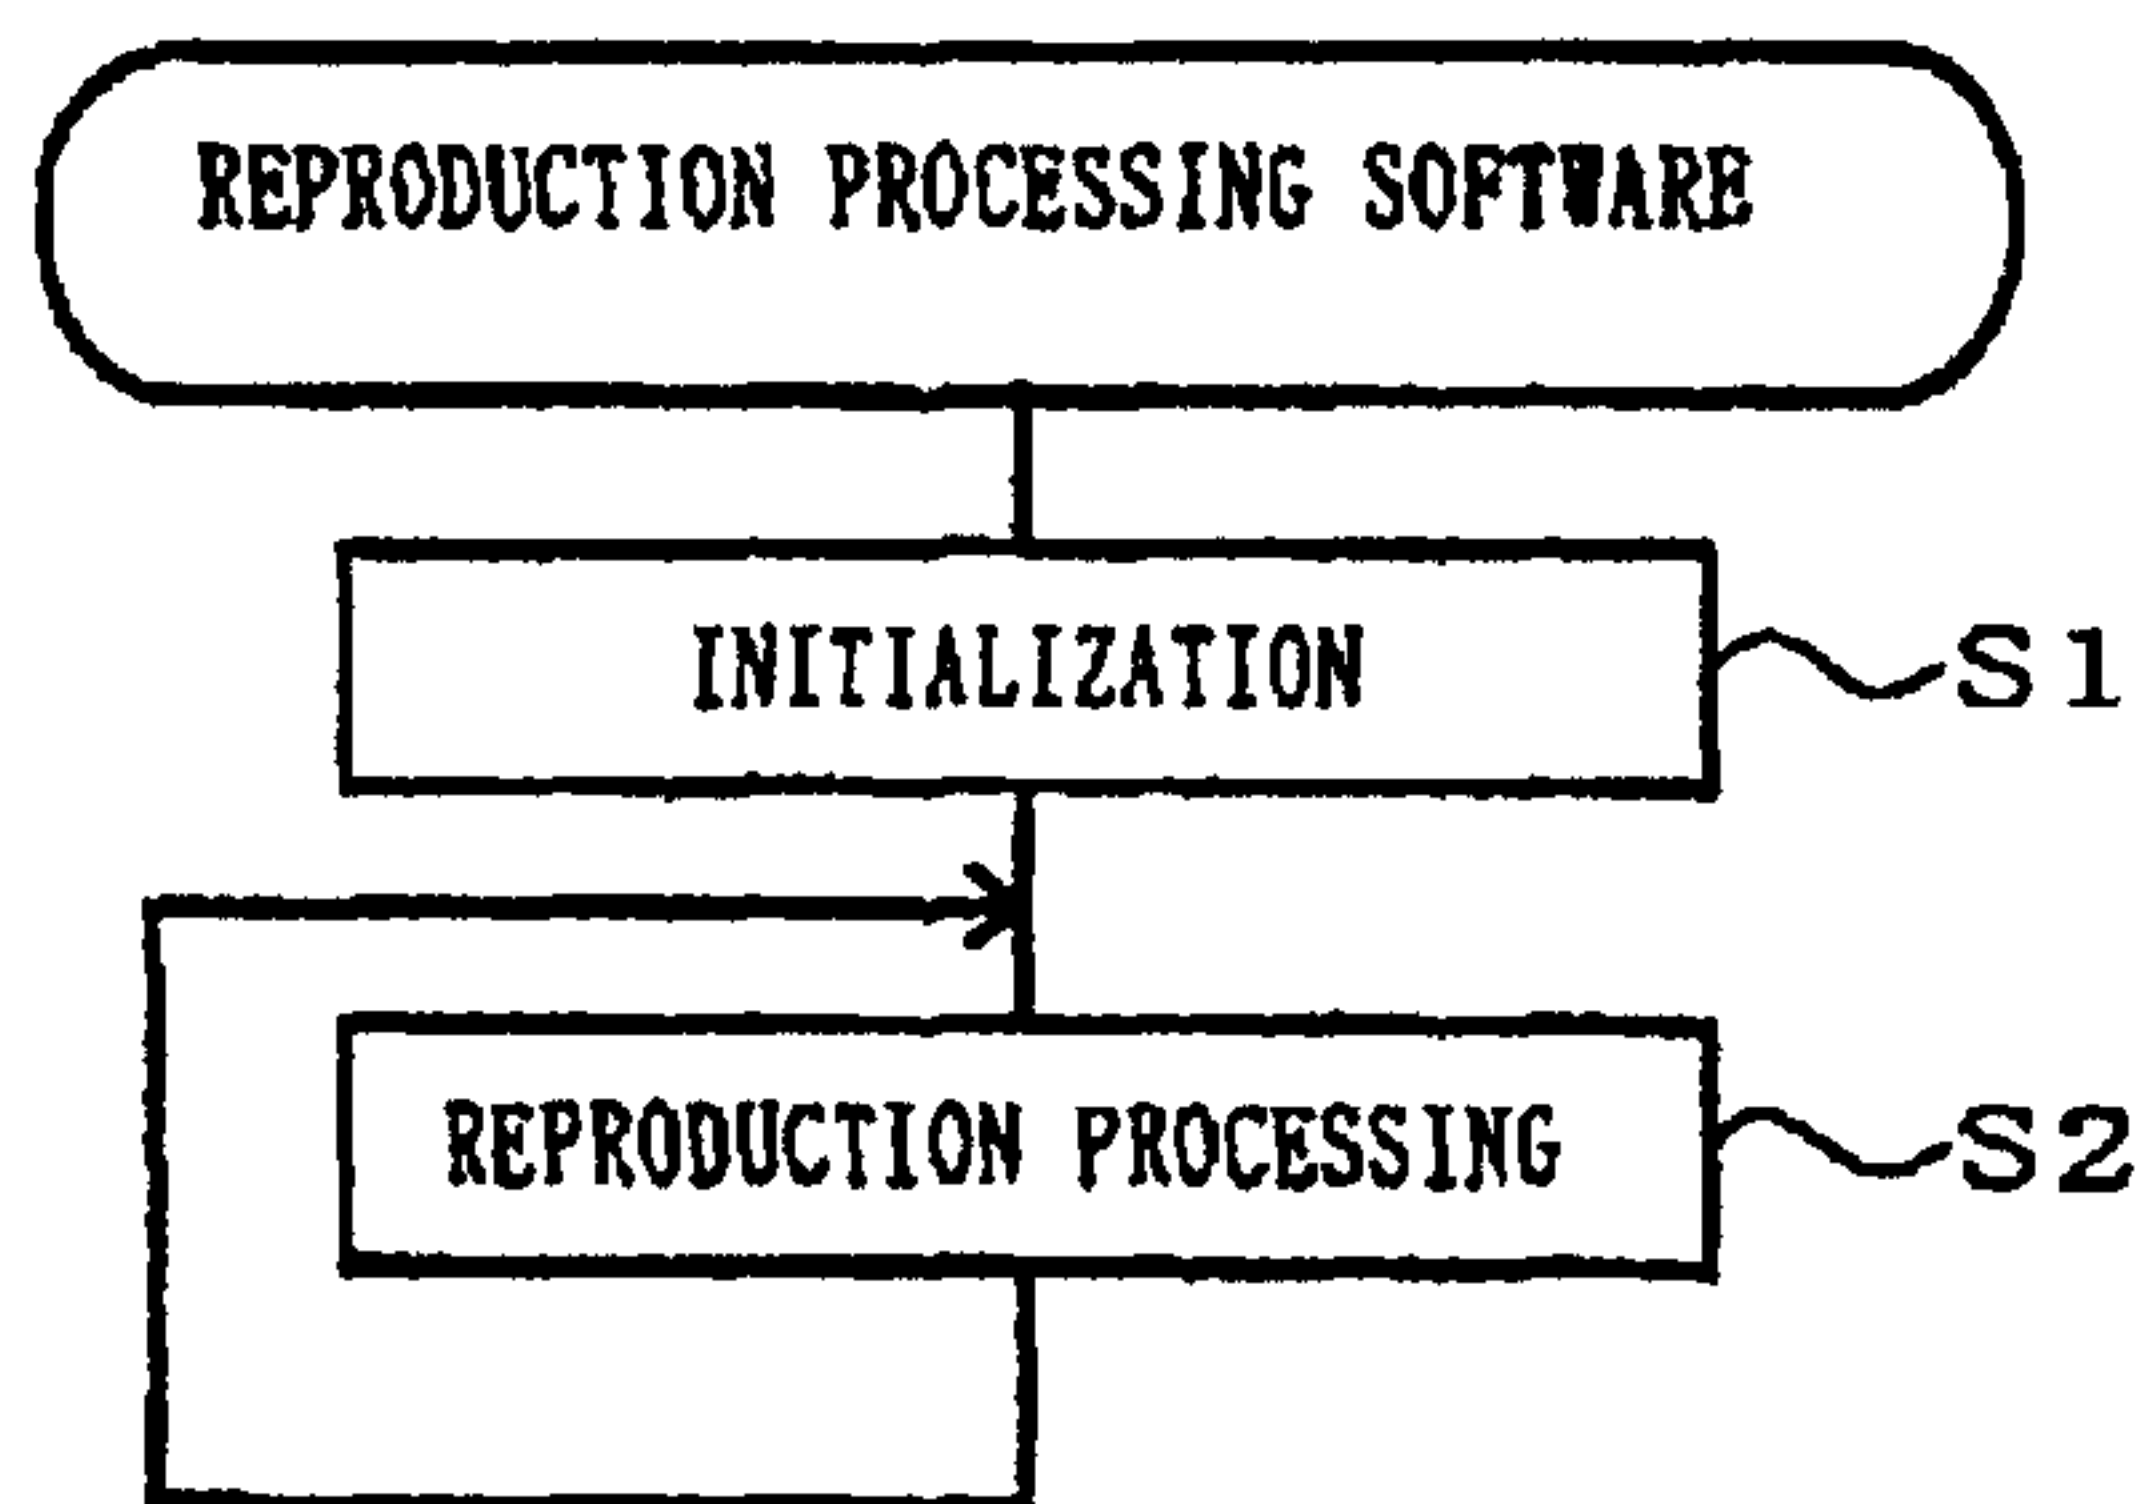 REPRODUCTION PROCESSING SOFTWARE
INITIALIZATION
S1
REPRODUCTION PROCESSING
S2